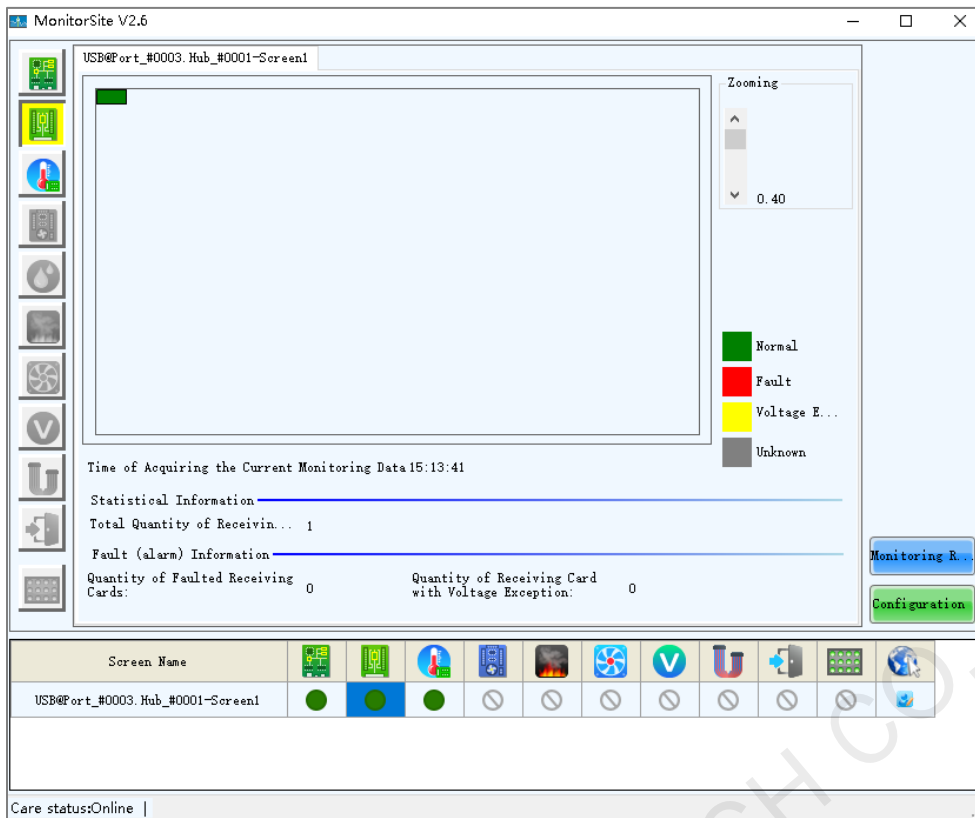 MonitorSite V2.6
USB@Port_#0003.Hub_#0001-Screen1
Zooming
0.40
Normal
Fault
Voltage E...
Unknown
Time of Acquiring the Current Monitoring Data 15:13:41
Statistical Information
Total Quantity of Receivin... 1
Fault (alarm) Information
Quantity of Faulted Receiving
Cards: 0
Quantity of Receiving Card
with Voltage Exception: 0
Monitoring R...
Configuration
Screen Name
USB@Port_#0003.Hub_#0001-Screen1
Care status:Online |
CH CO.,